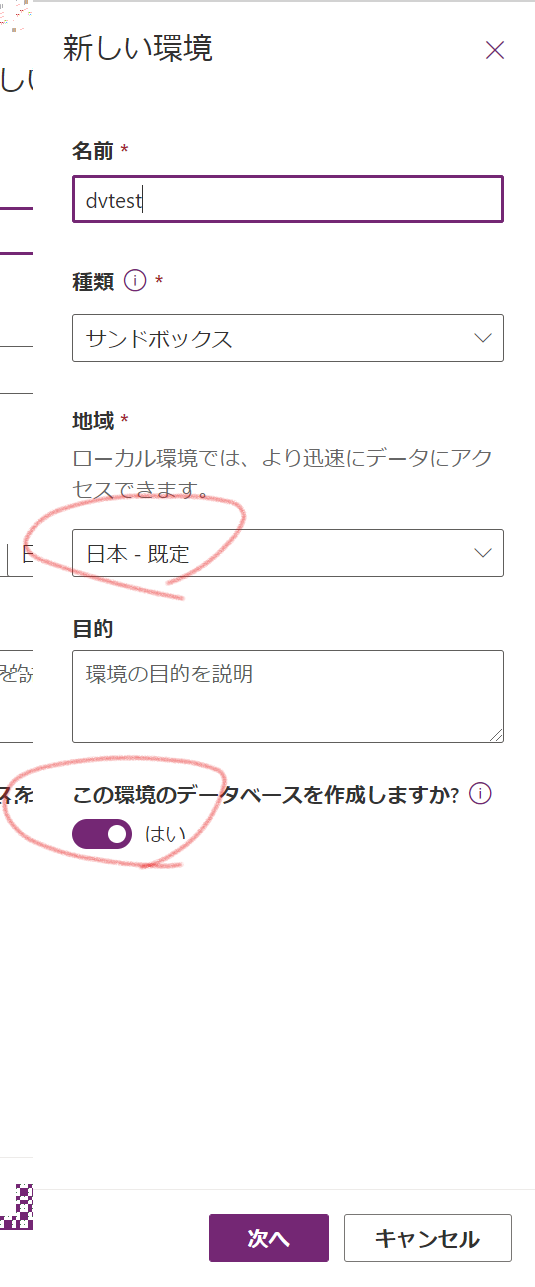 新しい環境
しい
名前 *
dvtest
種類 *
サンドボックス
地域 *
ローカル環境では、より迅速にデータにアク
セスできます。
日本 - 既定
目的
環境の目的を説明
この環境のデータベースを作成しますか?
はい
次へ
キャンセル